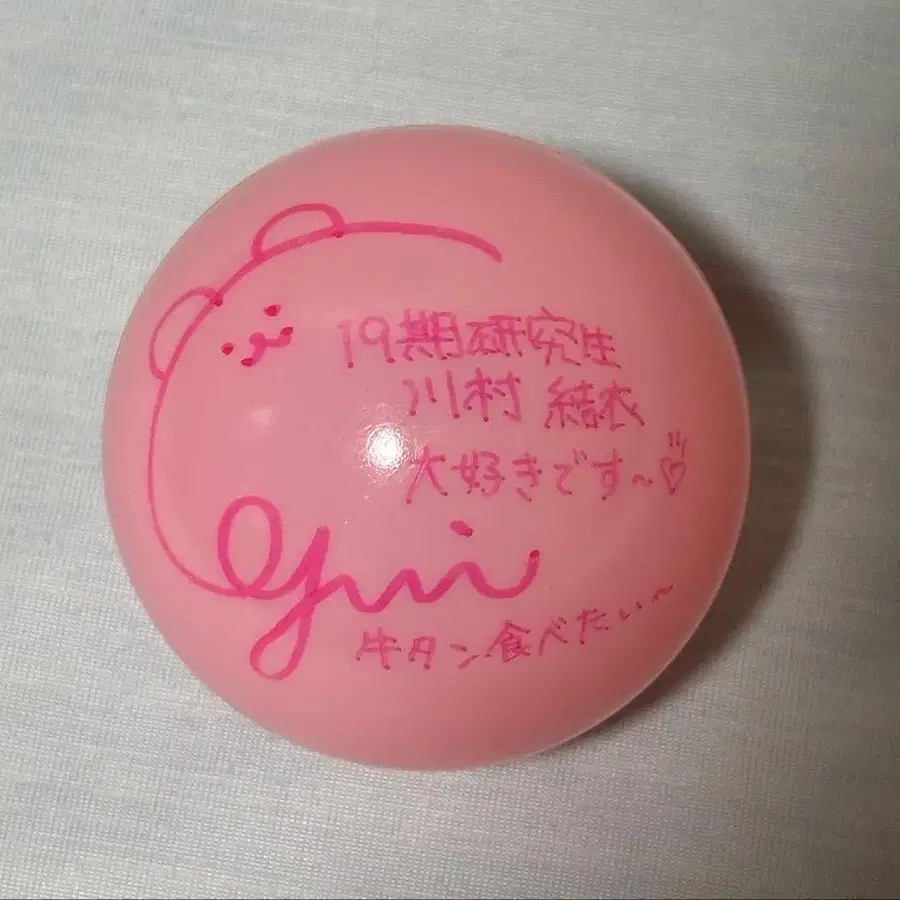 19期研究生
川村 結衣
大好きです~♡
yui
牛タン食べたい~